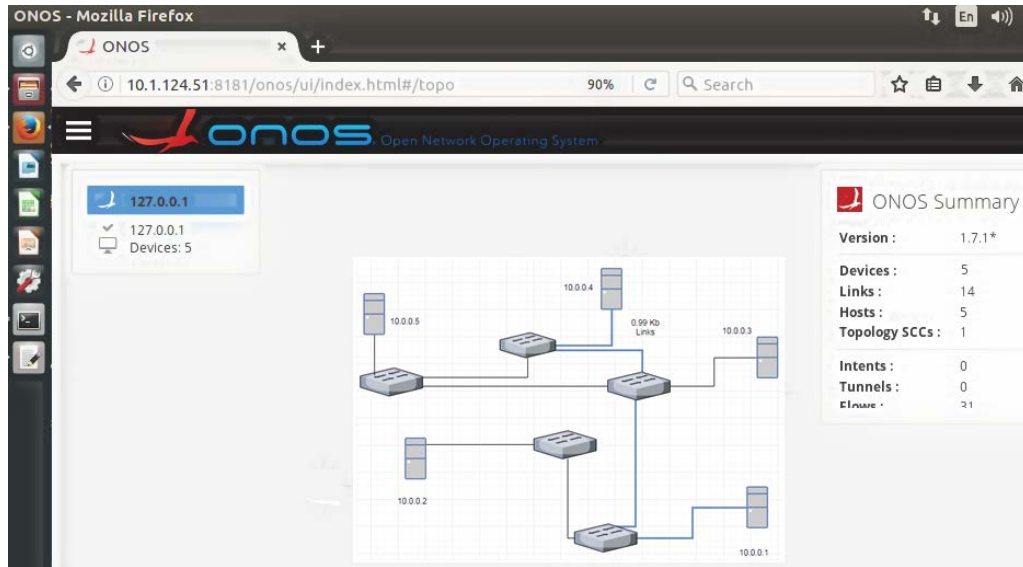 ONOS - Mozilla Firefox
En
ONOS
10.1.124.51:8181/onos/ui/index.html#/topo
90%
Search
onos Open Network Operating System
127.0.0.1
127.0.0.1
Devices: 5
ONOS Summary
Version : 1.7.1*
Devices : 5
Links : 14
Hosts : 5
Topology SCCs : 1
Intents : 0
Tunnels : 0
Flows : 31
10.0.0.4
10.0.0.5
0.99 Kb
Links
10.0.0.3
10.0.0.2
10.0.0.1